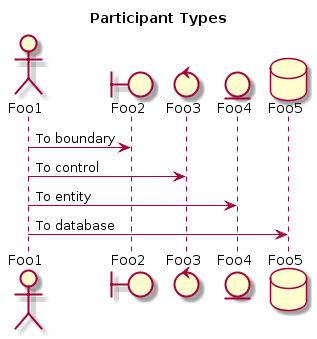 Participant Types
Foo1 Foo2 Foo3 Foo4 Foo5
To boundary
To control
To entity
To database
Foo1 Foo2 Foo3 Foo4 Foo5